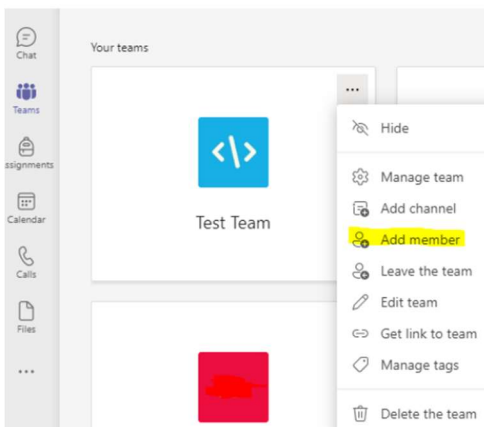 Chat
Teams
ssignments
Calendar
Calls
Files
Your teams
Test Team
Hide
Manage team
Add channel
Add member
Leave the team
Edit team
Get link to team
Manage tags
Delete the team